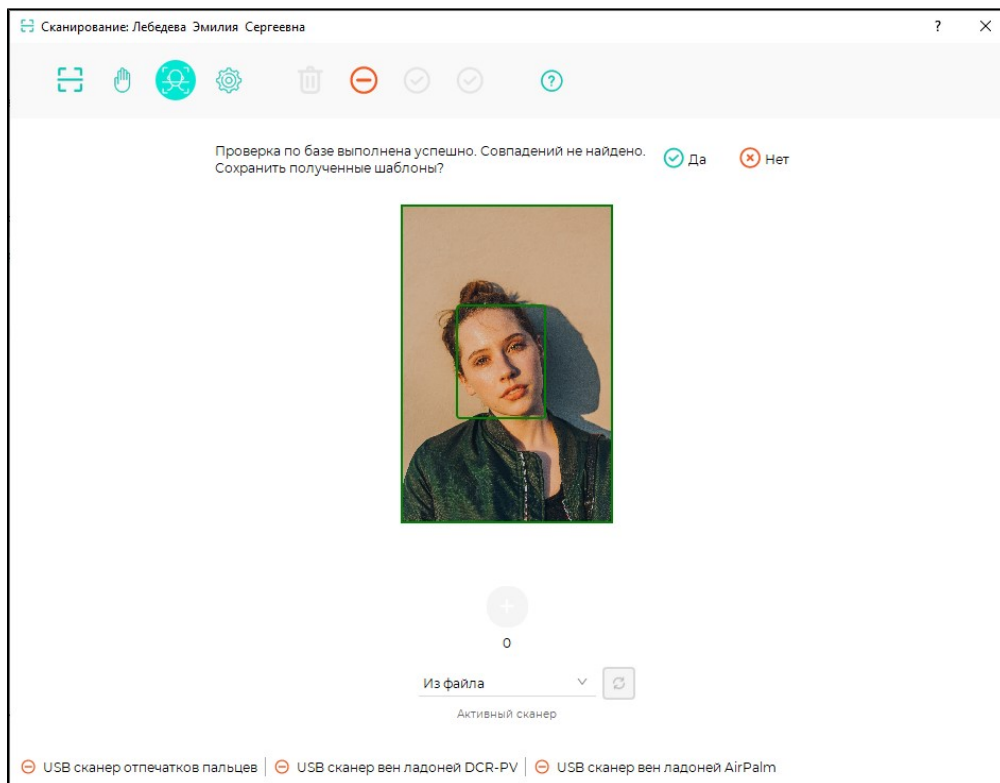 Сканирование: Лебедева Эмилия Сергеевна
?
?
Проверка по базе выполнена успешно. Совпадений не найдено.
Сохранить полученные шаблоны?
Да
Нет
0
Из файла
Активный сканер
USB сканер отпечатков пальцев
USB сканер вен ладоней DCR-PV
USB сканер вен ладоней AirPalm